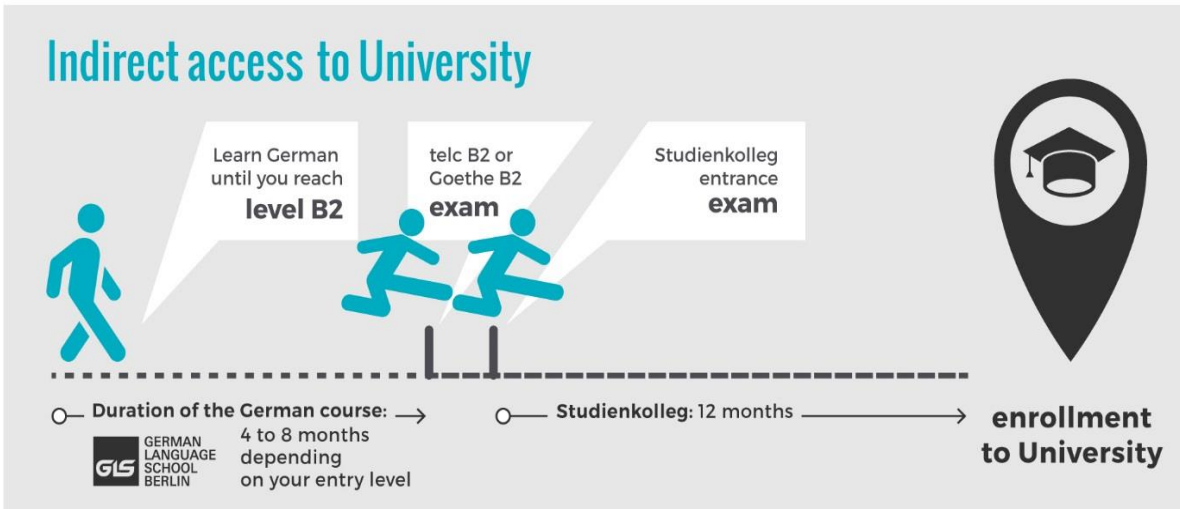 Indirect access to University
Learn German
until you reach
level B2
telc B2 or
Goethe B2
exam
Studienkolleg
entrance
exam
Duration of the German course:
4 to 8 months
depending
on your entry level
GLS
GERMAN
LANGUAGE
SCHOOL
BERLIN
Studienkolleg: 12 months
enrollment
to University